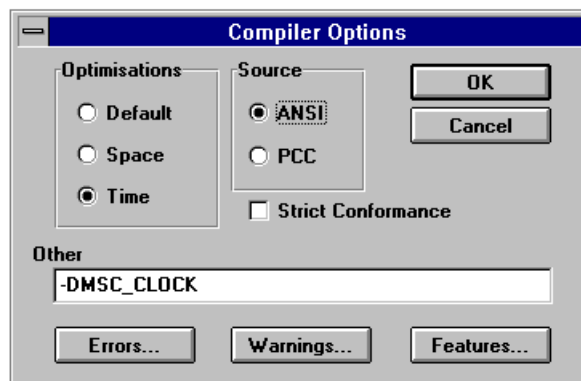 Compiler Options
Optimisations
Default
Space
Time
Source
ANSI
PCC
Strict Conformance
OK
Cancel
Other
-DMSC_CLOCK
Errors...
Warnings...
Features...